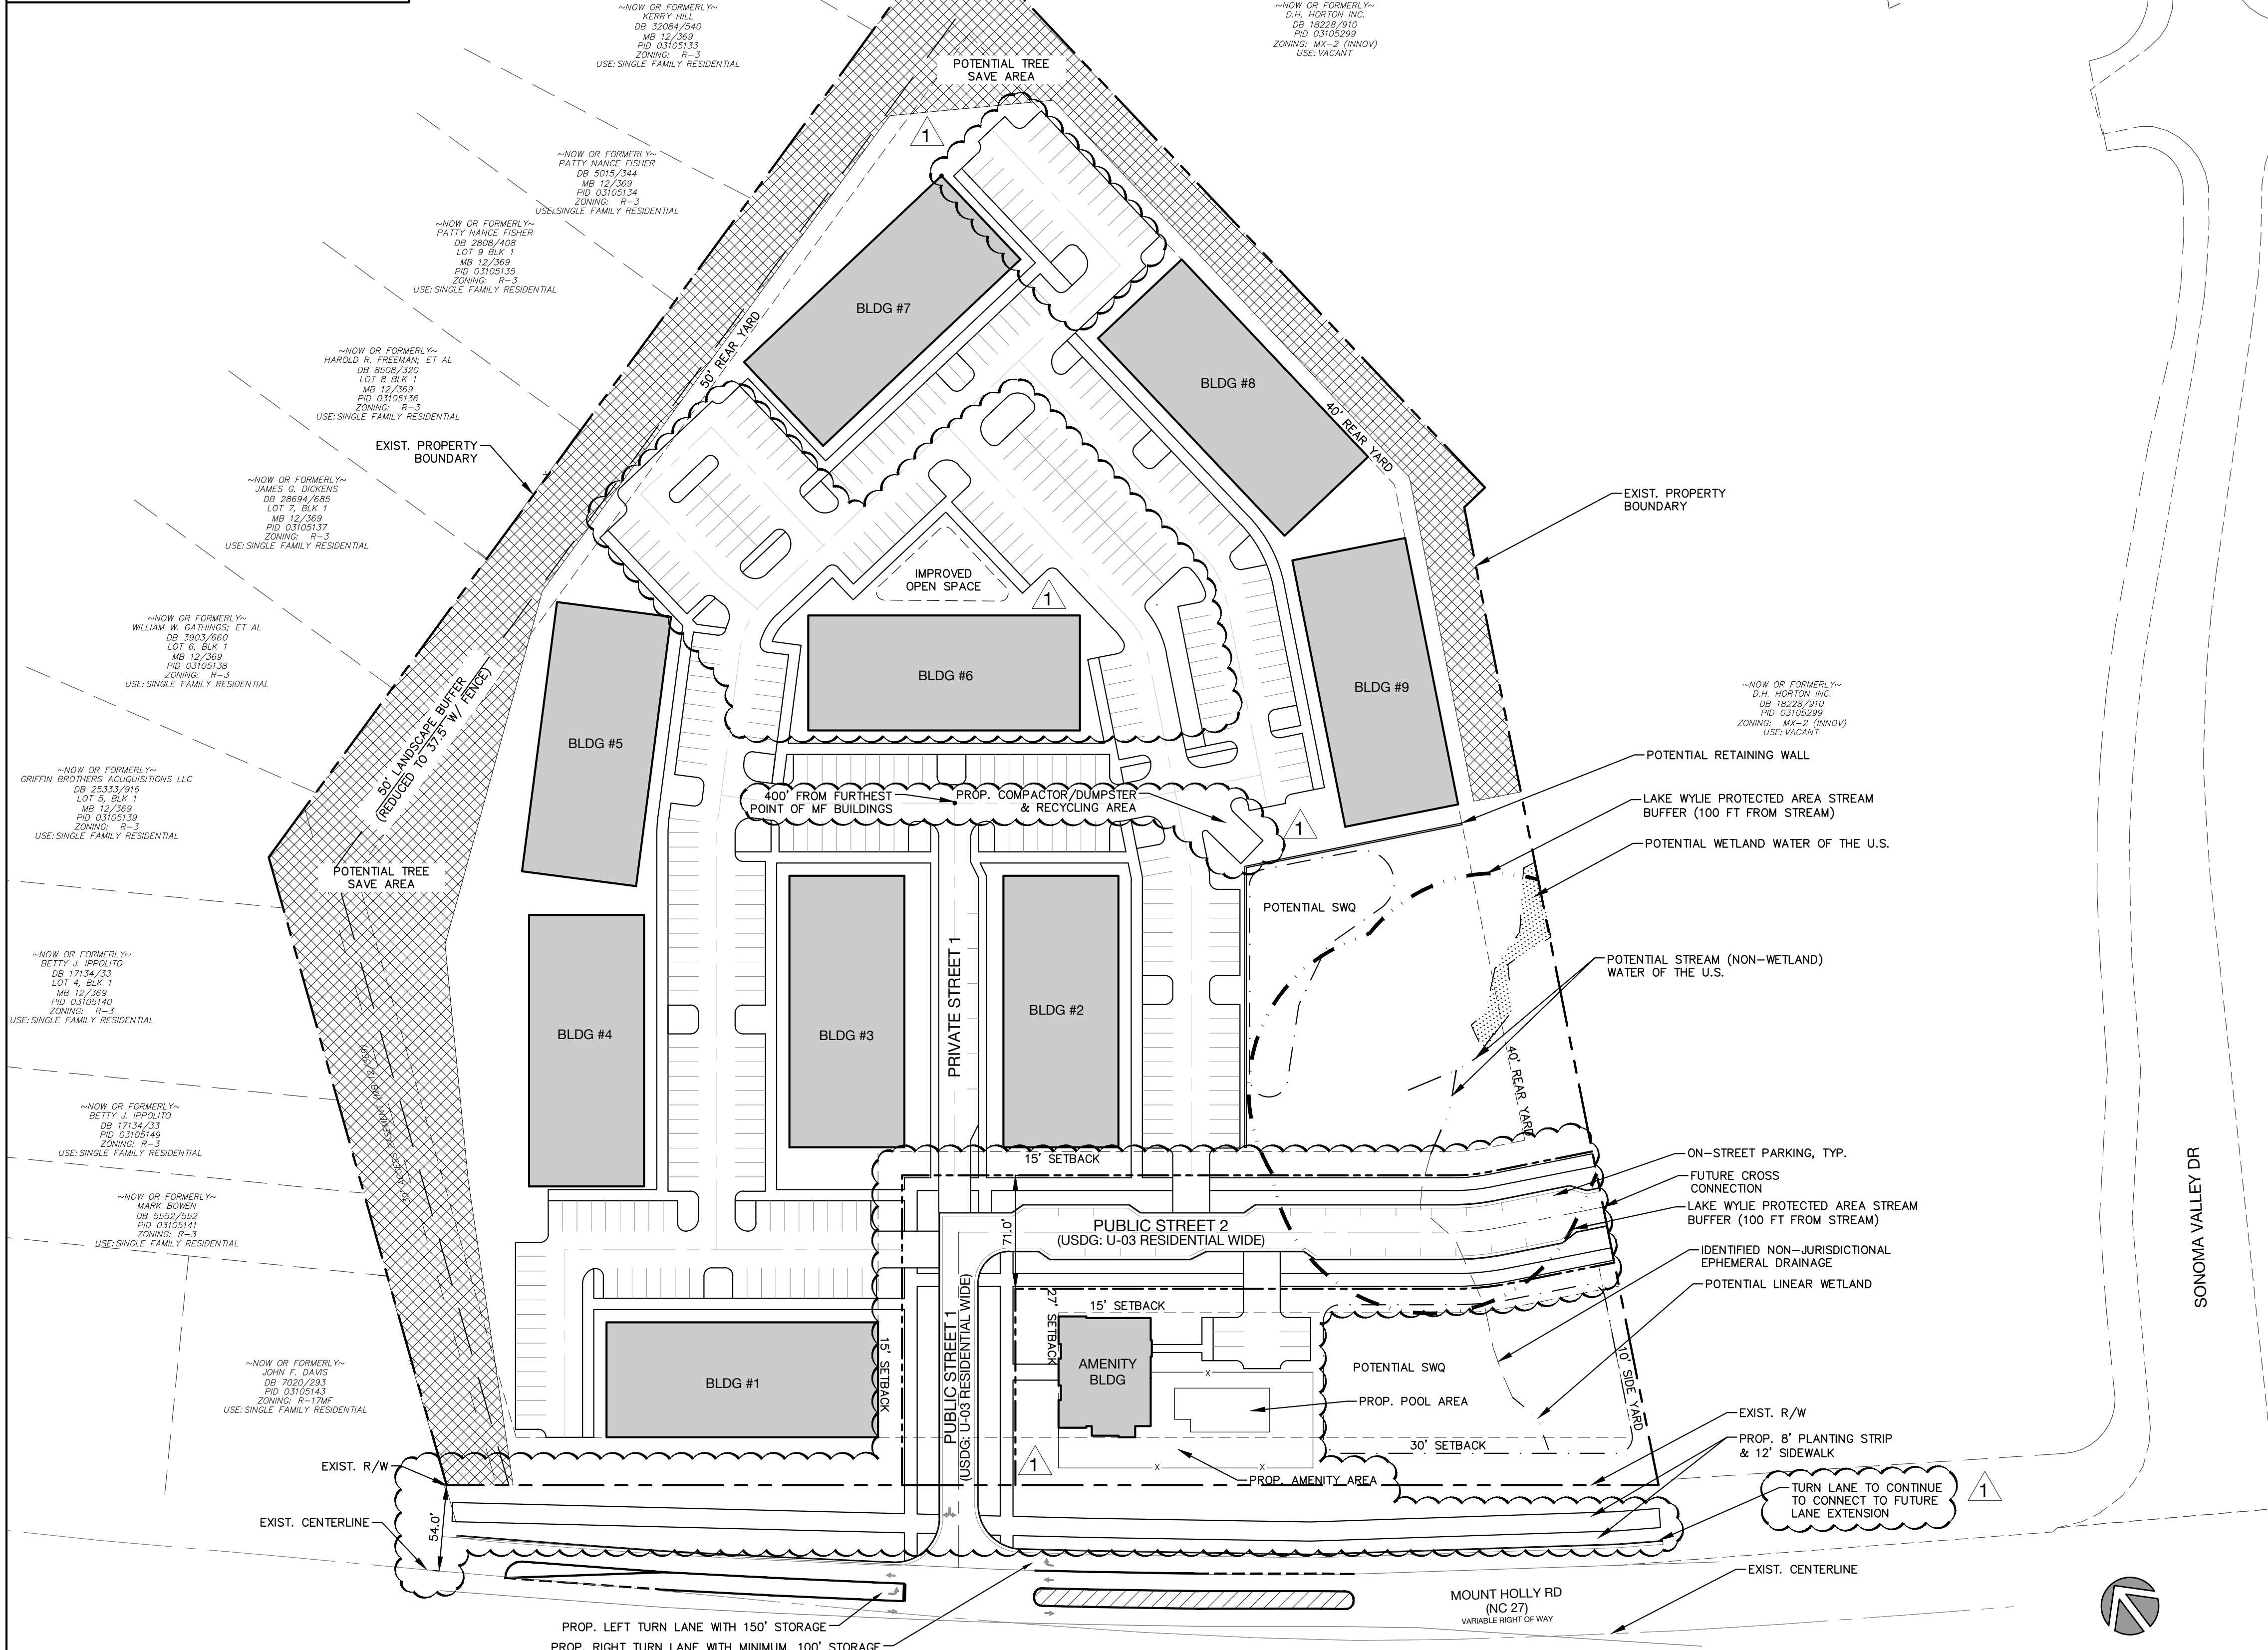 ~NOW OR FORMERLY~
KERRY HILL
DB 32084/540
MB 12/369
PID 03105133
ZONING: R-3
USE: SINGLE FAMILY RESIDENTIAL
~NOW OR FORMERLY~
D.H. HORTON INC.
DB 18228/910
PID 03105299
ZONING: MX-2 (INNOV)
USE: VACANT
POTENTIAL TREE
SAVE AREA
1
~NOW OR FORMERLY~
PATTY NANCE FISHER
DB 5015/344
MB 12/369
PID 03105134
ZONING: R-3
USE: SINGLE FAMILY RESIDENTIAL
~NOW OR FORMERLY~
PATTY NANCE FISHER
DB 2808/408
LOT 9 BLK 1
MB 12/369
PID 03105135
ZONING: R-3
USE: SINGLE FAMILY RESIDENTIAL
BLDG #7
50' REAR YARD
BLDG #8
40' REAR YARD
~NOW OR FORMERLY~
HAROLD R. FREEMAN; ET AL
DB 8508/320
LOT 8 BLK 1
MB 12/369
PID 03105136
ZONING: R-3
USE: SINGLE FAMILY RESIDENTIAL
EXIST. PROPERTY
BOUNDARY
~NOW OR FORMERLY~
JAMES G. DICKENS
DB 28694/685
LOT 7, BLK 1
MB 12/369
PID 03105137
ZONING: R-3
USE: SINGLE FAMILY RESIDENTIAL
EXIST. PROPERTY
BOUNDARY
IMPROVED
OPEN SPACE
1
~NOW OR FORMERLY~
WILLIAM W. GATHINGS; ET AL
DB 3903/660
LOT 6, BLK 1
MB 12/369
PID 03105138
ZONING: R-3
USE: SINGLE FAMILY RESIDENTIAL
50' LANDSCAPE BUFFER
(REDUCED TO 37.5' W/ FENCE)
BLDG #5
BLDG #6
BLDG #9
~NOW OR FORMERLY~
D.H. HORTON INC.
DB 18228/910
PID 03105299
ZONING: MX-2 (INNOV)
USE: VACANT
~NOW OR FORMERLY~
GRIFFIN BROTHERS ACUQUISITIONS LLC
DB 25333/916
LOT 5, BLK 1
MB 12/369
PID 03105139
ZONING: R-3
USE: SINGLE FAMILY RESIDENTIAL
400' FROM FURTHEST
POINT OF MF BUILDINGS
PROP. COMPACTOR/DUMPSTER
& RECYCLING AREA
1
POTENTIAL RETAINING WALL
LAKE WYLIE PROTECTED AREA STREAM
BUFFER (100 FT FROM STREAM)
POTENTIAL WETLAND WATER OF THE U.S.
POTENTIAL TREE
SAVE AREA
POTENTIAL SWQ
~NOW OR FORMERLY~
BETTY J. IPPOLITO
DB 17134/33
LOT 4, BLK 1
MB 12/369
PID 03105140
ZONING: R-3
USE: SINGLE FAMILY RESIDENTIAL
BLDG #4
BLDG #3
PRIVATE STREET 1
BLDG #2
POTENTIAL STREAM (NON-WETLAND)
WATER OF THE U.S.
40' REAR YARD
30' ACCESS EASEMENT (MB 12/369)
~NOW OR FORMERLY~
BETTY J. IPPOLITO
DB 17134/33
PID 03105149
ZONING: R-3
USE: SINGLE FAMILY RESIDENTIAL
~NOW OR FORMERLY~
MARK BOWEN
DB 5552/552
PID 03105141
ZONING: R-3
USE: SINGLE FAMILY RESIDENTIAL
15' SETBACK
71.0'
PUBLIC STREET 2
(USDG: U-03 RESIDENTIAL WIDE)
ON-STREET PARKING, TYP.
FUTURE CROSS
CONNECTION
LAKE WYLIE PROTECTED AREA STREAM
BUFFER (100 FT FROM STREAM)
IDENTIFIED NON-JURISDICTIONAL
EPHEMERAL DRAINAGE
POTENTIAL LINEAR WETLAND
SONOMA VALLEY DR
~NOW OR FORMERLY~
JOHN F. DAVIS
DB 7020/293
PID 03105143
ZONING: R-17MF
USE: SINGLE FAMILY RESIDENTIAL
BLDG #1
15' SETBACK
PUBLIC STREET 1
(USDG: U-03 RESIDENTIAL WIDE)
27' SETBACK
15' SETBACK
AMENITY
BLDG
POTENTIAL SWQ
PROP. POOL AREA
10' SIDE YARD
30' SETBACK
x
x
x
PROP. AMENITY AREA
1
EXIST. R/W
PROP. 8' PLANTING STRIP
& 12' SIDEWALK
TURN LANE TO CONTINUE
TO CONNECT TO FUTURE
LANE EXTENSION
1
EXIST. R/W
54.0'
EXIST. CENTERLINE
EXIST. CENTERLINE
MOUNT HOLLY RD
(NC 27)
VARIABLE RIGHT OF WAY
PROP. LEFT TURN LANE WITH 150' STORAGE
PROP. RIGHT TURN LANE WITH MINIMUM. 100' STORAGE